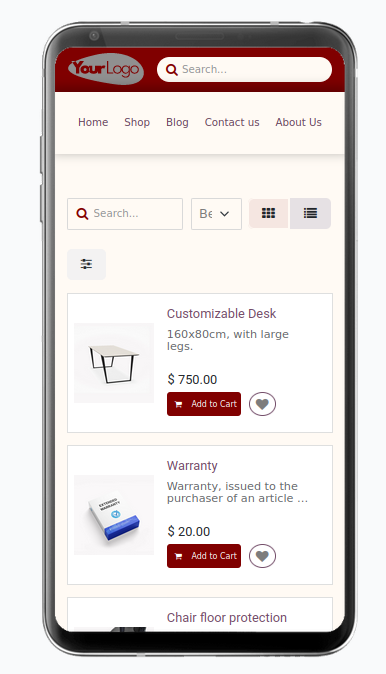 YourLogo
Search...
Home Shop Blog Contact us About Us
Search...
Be
Customizable Desk
160x80cm, with large
legs.
$ 750.00
Add to Cart
EXTENDED
WARRANTY
Warranty
Warranty, issued to the
purchaser of an article ...
$ 20.00
Add to Cart
Chair floor protection